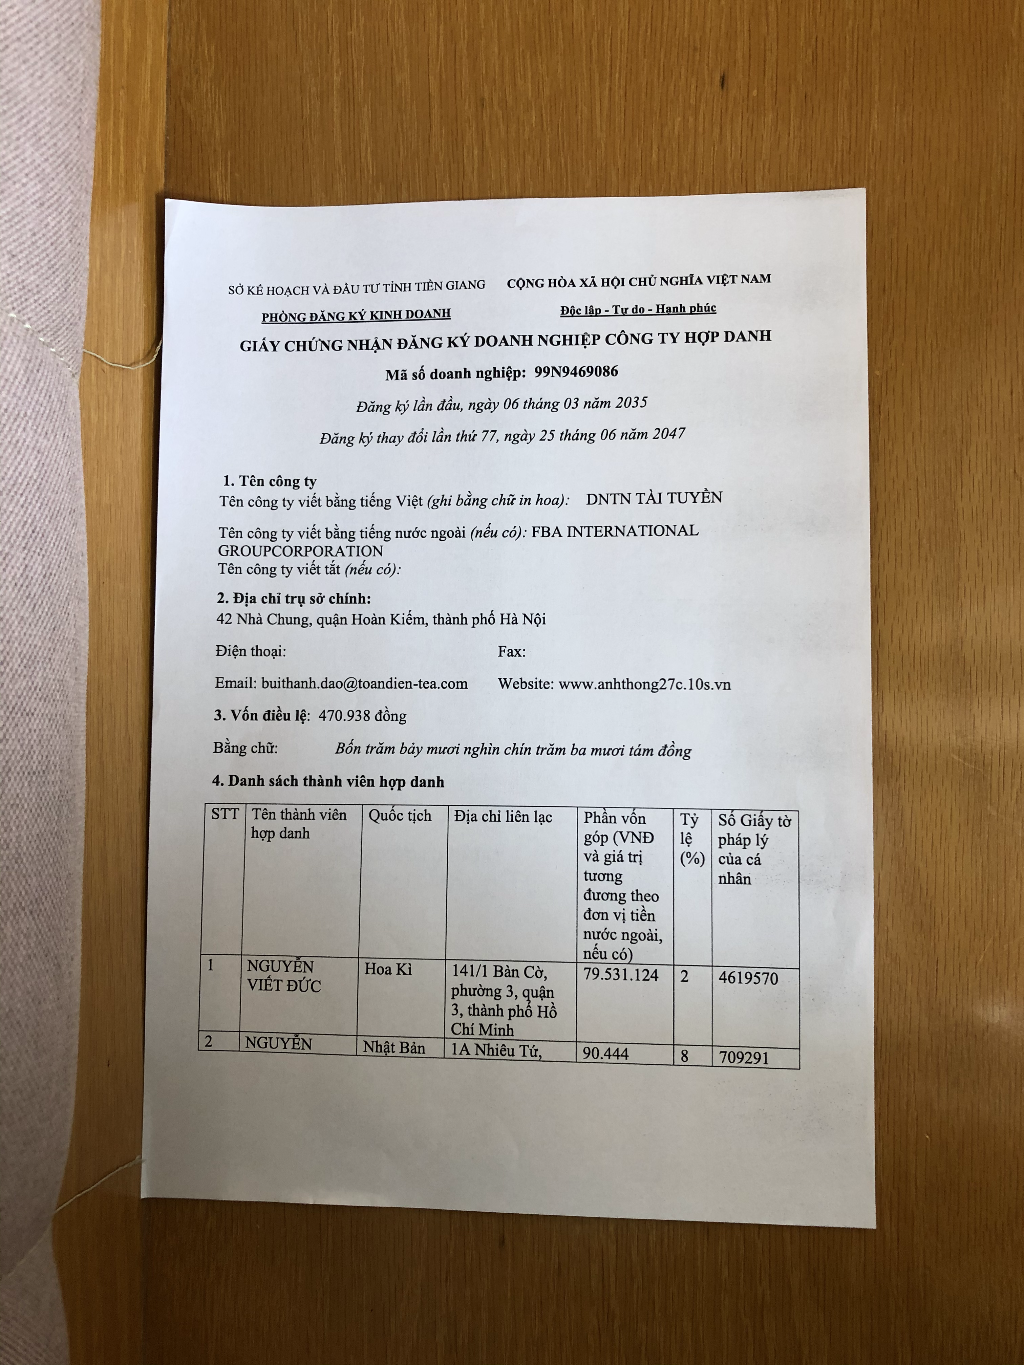 SỞ KẾ HOẠCH VÀ ĐẦU TƯ TỈNH TIỀN GIANG
CỘNG HÒA XÃ HỘI CHỦ NGHĨA VIỆT NAM
PHÒNG ĐĂNG KÝ KINH DOANH
Độc lập - Tự do - Hạnh phúc
GIẤY CHỨNG NHẬN ĐĂNG KÝ DOANH NGHIỆP CÔNG TY HỢP DANH
Mã số doanh nghiệp: 99N9469086
Đăng ký lần đầu, ngày 06 tháng 03 năm 2035
Đăng ký thay đổi lần thứ 77, ngày 25 tháng 06 năm 2047
1. Tên công ty
Tên công ty viết bằng tiếng Việt (ghi bằng chữ in hoa): DNTN TÀI TUYỀN
Tên công ty viết bằng tiếng nước ngoài (nếu có): FBA INTERNATIONAL
GROUPCORPORATION
Tên công ty viết tắt (nếu có):
2. Địa chỉ trụ sở chính:
42 Nhà Chung, quận Hoàn Kiếm, thành phố Hà Nội
Điện thoại: Fax:
Email: buithanh.dao@toandien-tea.com Website: www.anhthong27c.10s.vn
3. Vốn điều lệ: 470.938 đồng
Bằng chữ: Bốn trăm bảy mươi nghìn chín trăm ba mươi tám đồng
4. Danh sách thành viên hợp danh
STT
Tên thành viên
hợp danh
Quốc tịch
Địa chỉ liên lạc
Phần vốn
góp (VNĐ
và giá trị
tương
đương theo
đơn vị tiền
nước ngoài,
nếu có)
Tỷ
lệ
(%)
Số Giấy tờ
pháp lý
của cá
nhân
1
NGUYỄN
VIẾT ĐỨC
Hoa Kì
141/1 Bàn Cờ,
phường 3, quận
3, thành phố Hồ
Chí Minh
79.531.124
2
4619570
2
NGUYỄN
Nhật Bản
1A Nhiêu Tứ,
90.444
8
709291